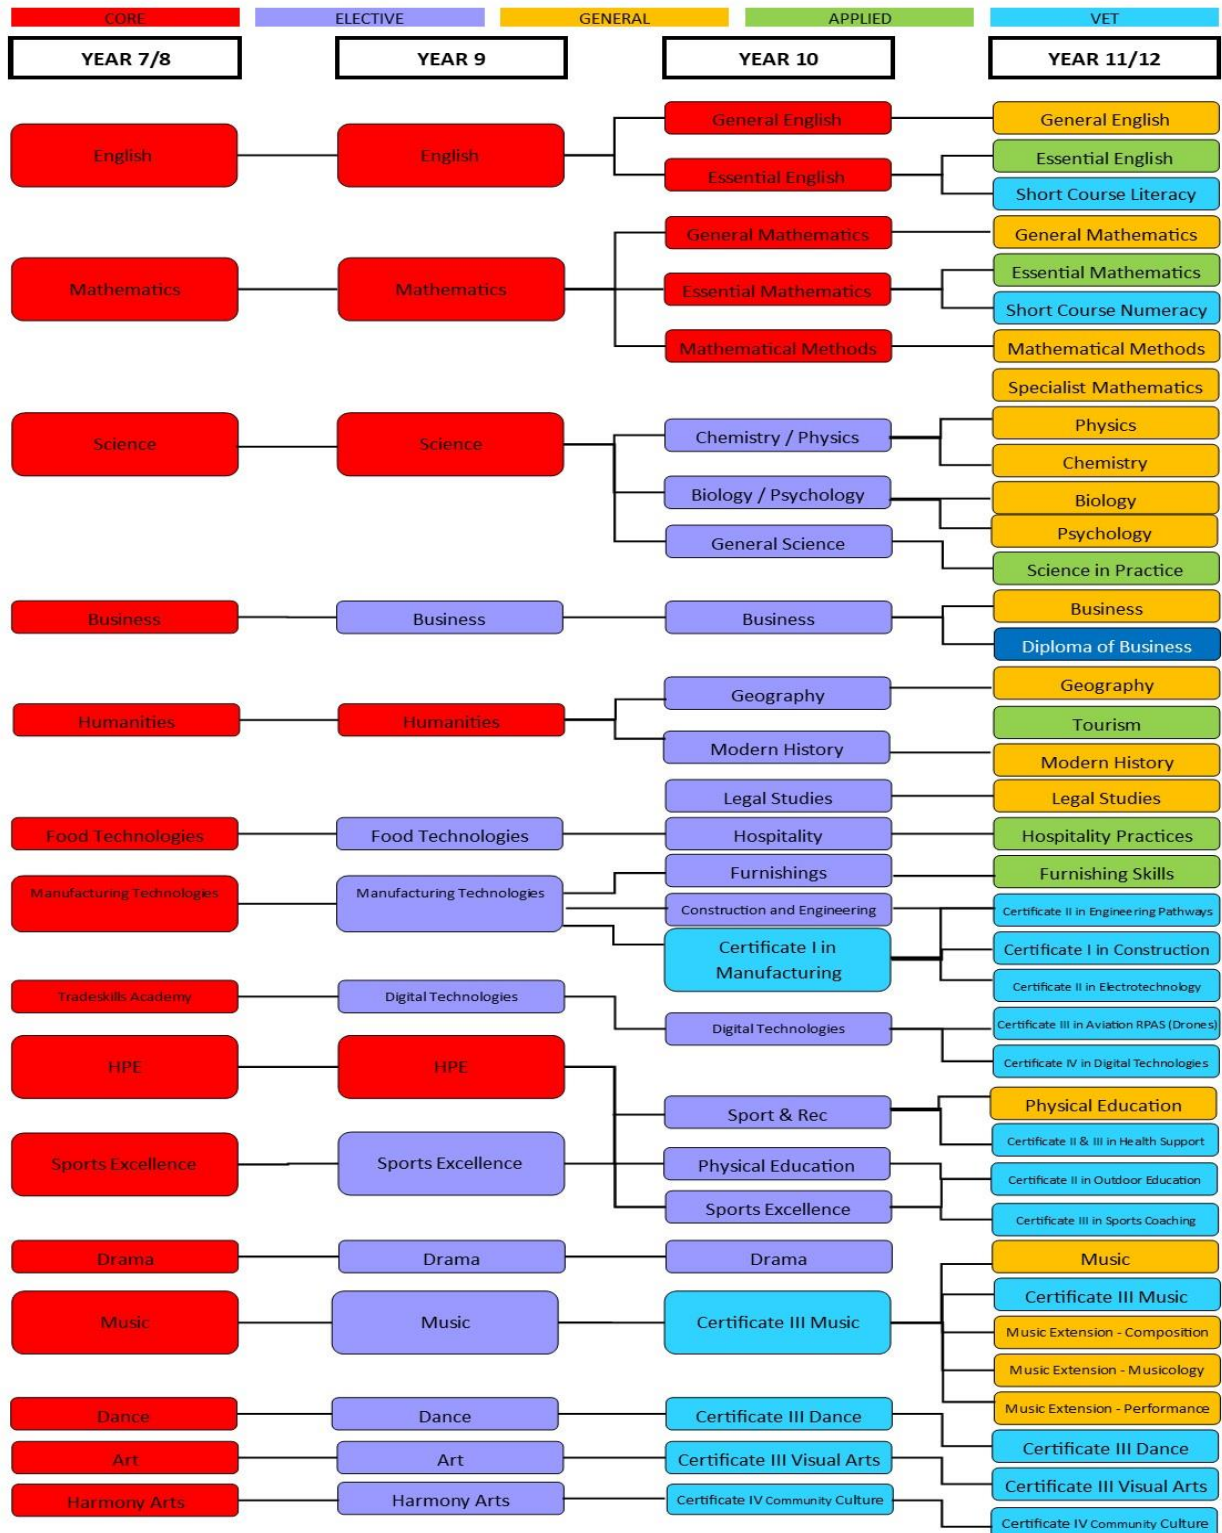 CORE
ELECTIVE
GENERAL
APPLIED
VET
YEAR 7/8
YEAR 9
YEAR 10
YEAR 11/12
English
English
General English
Essential English
General English
Essential English
Short Course Literacy
Mathematics
Mathematics
General Mathematics
Essential Mathematics
Mathematical Methods
General Mathematics
Essential Mathematics
Short Course Numeracy
Mathematical Methods
Specialist Mathematics
Science
Science
Chemistry / Physics
Biology / Psychology
General Science
Physics
Chemistry
Biology
Psychology
Science in Practice
Business
Business
Business
Business
Diploma of Business
Humanities
Humanities
Geography
Modern History
Legal Studies
Geography
Tourism
Modern History
Legal Studies
Food Technologies
Food Technologies
Hospitality
Hospitality Practices
Manufacturing Technologies
Manufacturing Technologies
Furnishings
Construction and Engineering
Certificate I in
Manufacturing
Furnishing Skills
Certificate II in Engineering Pathways
Certificate I in Construction
Certificate II in Electrotechnology
Tradeskills Academy
Digital Technologies
Digital Technologies
Certificate III in Aviation RPAS (Drones)
Certificate IV in Digital Technologies
HPE
HPE
Sport & Rec
Physical Education
Certificate II & III in Health Support
Sports Excellence
Sports Excellence
Physical Education
Sports Excellence
Certificate II in Outdoor Education
Certificate III in Sports Coaching
Drama
Drama
Drama
Music
Music
Certificate III Music
Music
Certificate III Music
Music Extension - Composition
Music Extension - Musicology
Music Extension - Performance
Dance
Dance
Certificate III Dance
Certificate III Dance
Art
Art
Certificate III Visual Arts
Certificate III Visual Arts
Harmony Arts
Harmony Arts
Certificate IV Community Culture
Certificate IV Community Culture